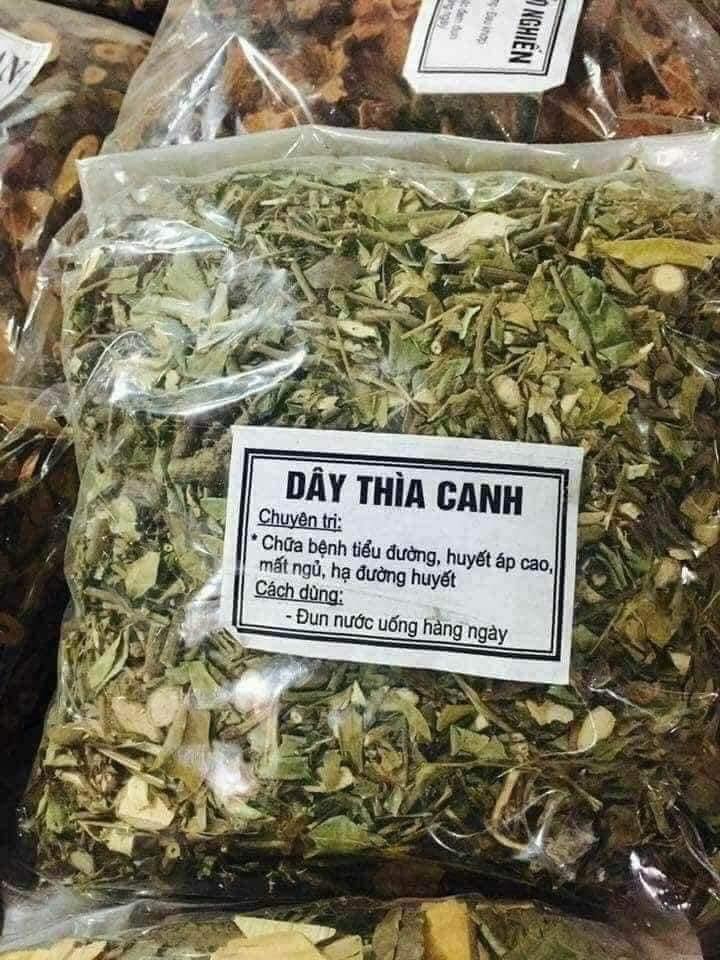 NGHIẾN
DÂY THÌA CANH
Chuyên trị:
* Chữa bệnh tiểu đường, huyết áp cao,
mất ngủ, hạ đường huyết
Cách dùng:
- Đun nước uống hàng ngày